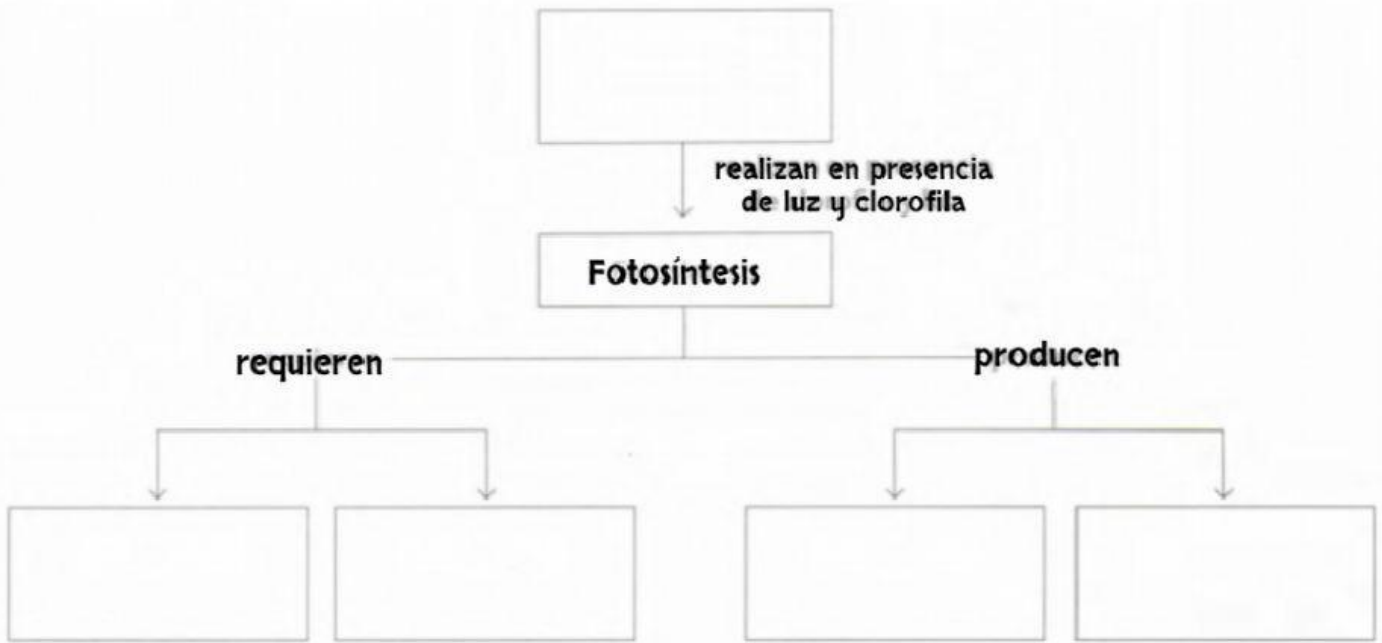 realizan en presencia
de luz y clorofila
Fotosíntesis
requieren
producen